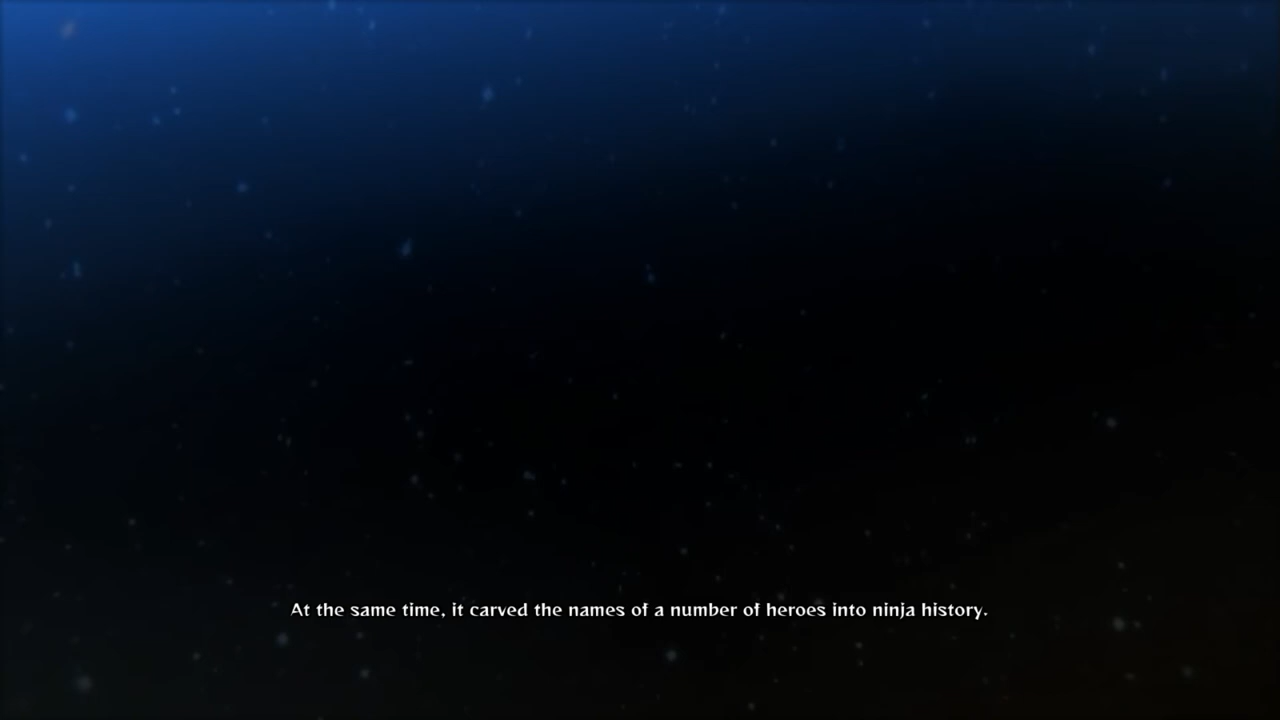 At the same time, it carved the names of a number of heroes into ninja history.